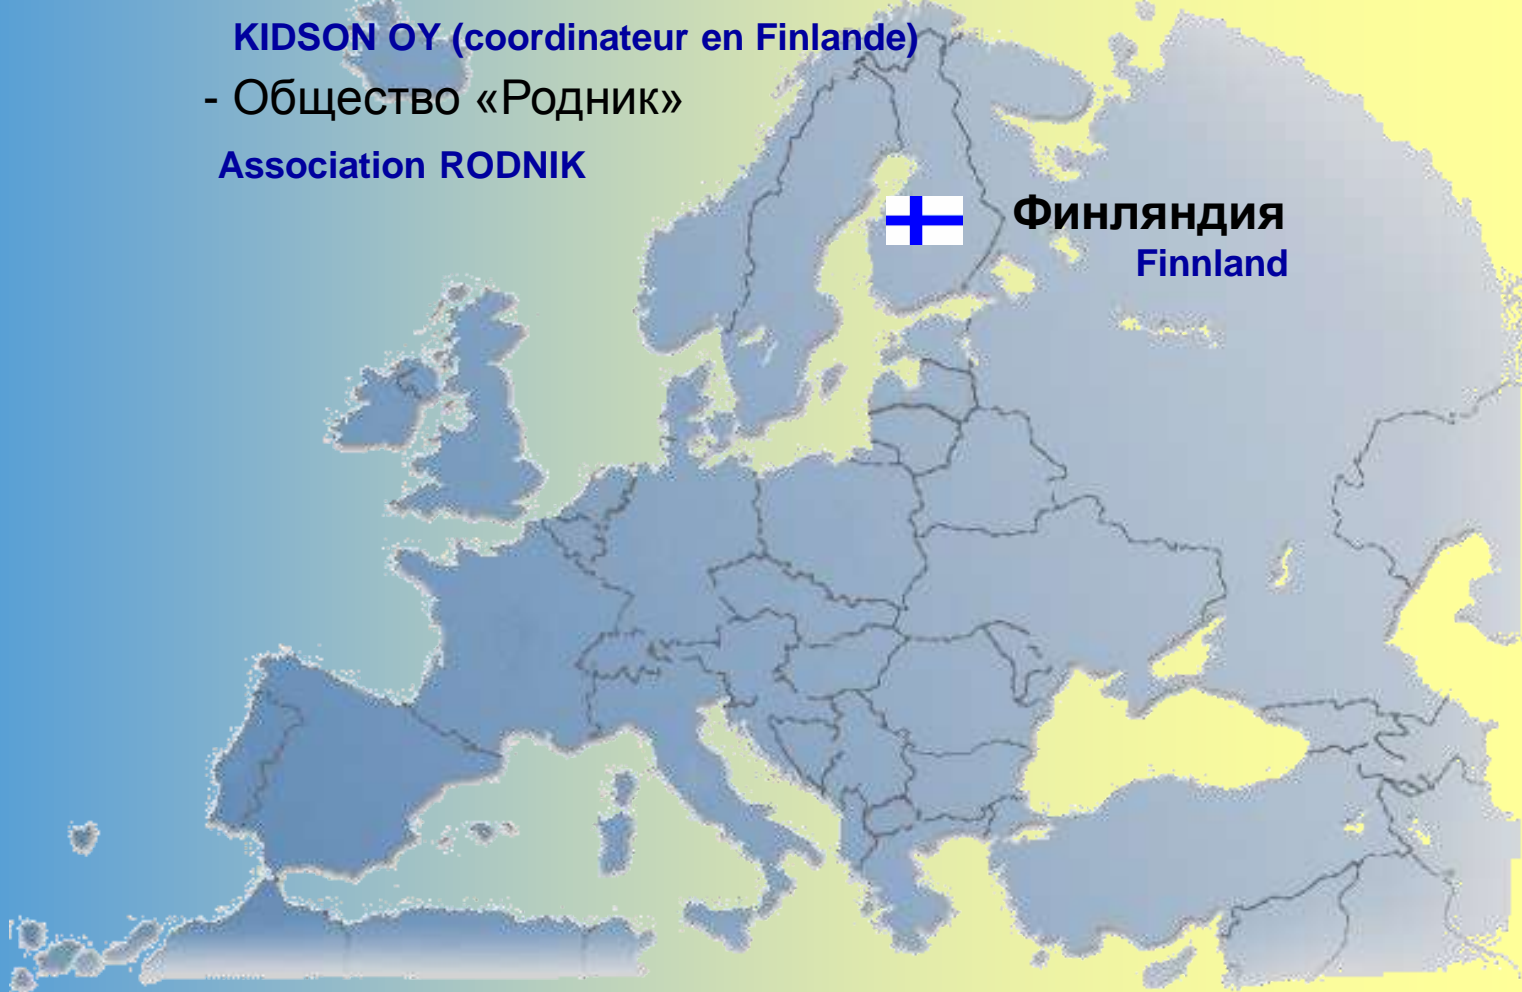 KIDSON OY (coordinateur en Finlande)
- Общество «Родник»
Association RODNIK
Финляндия
Finnland